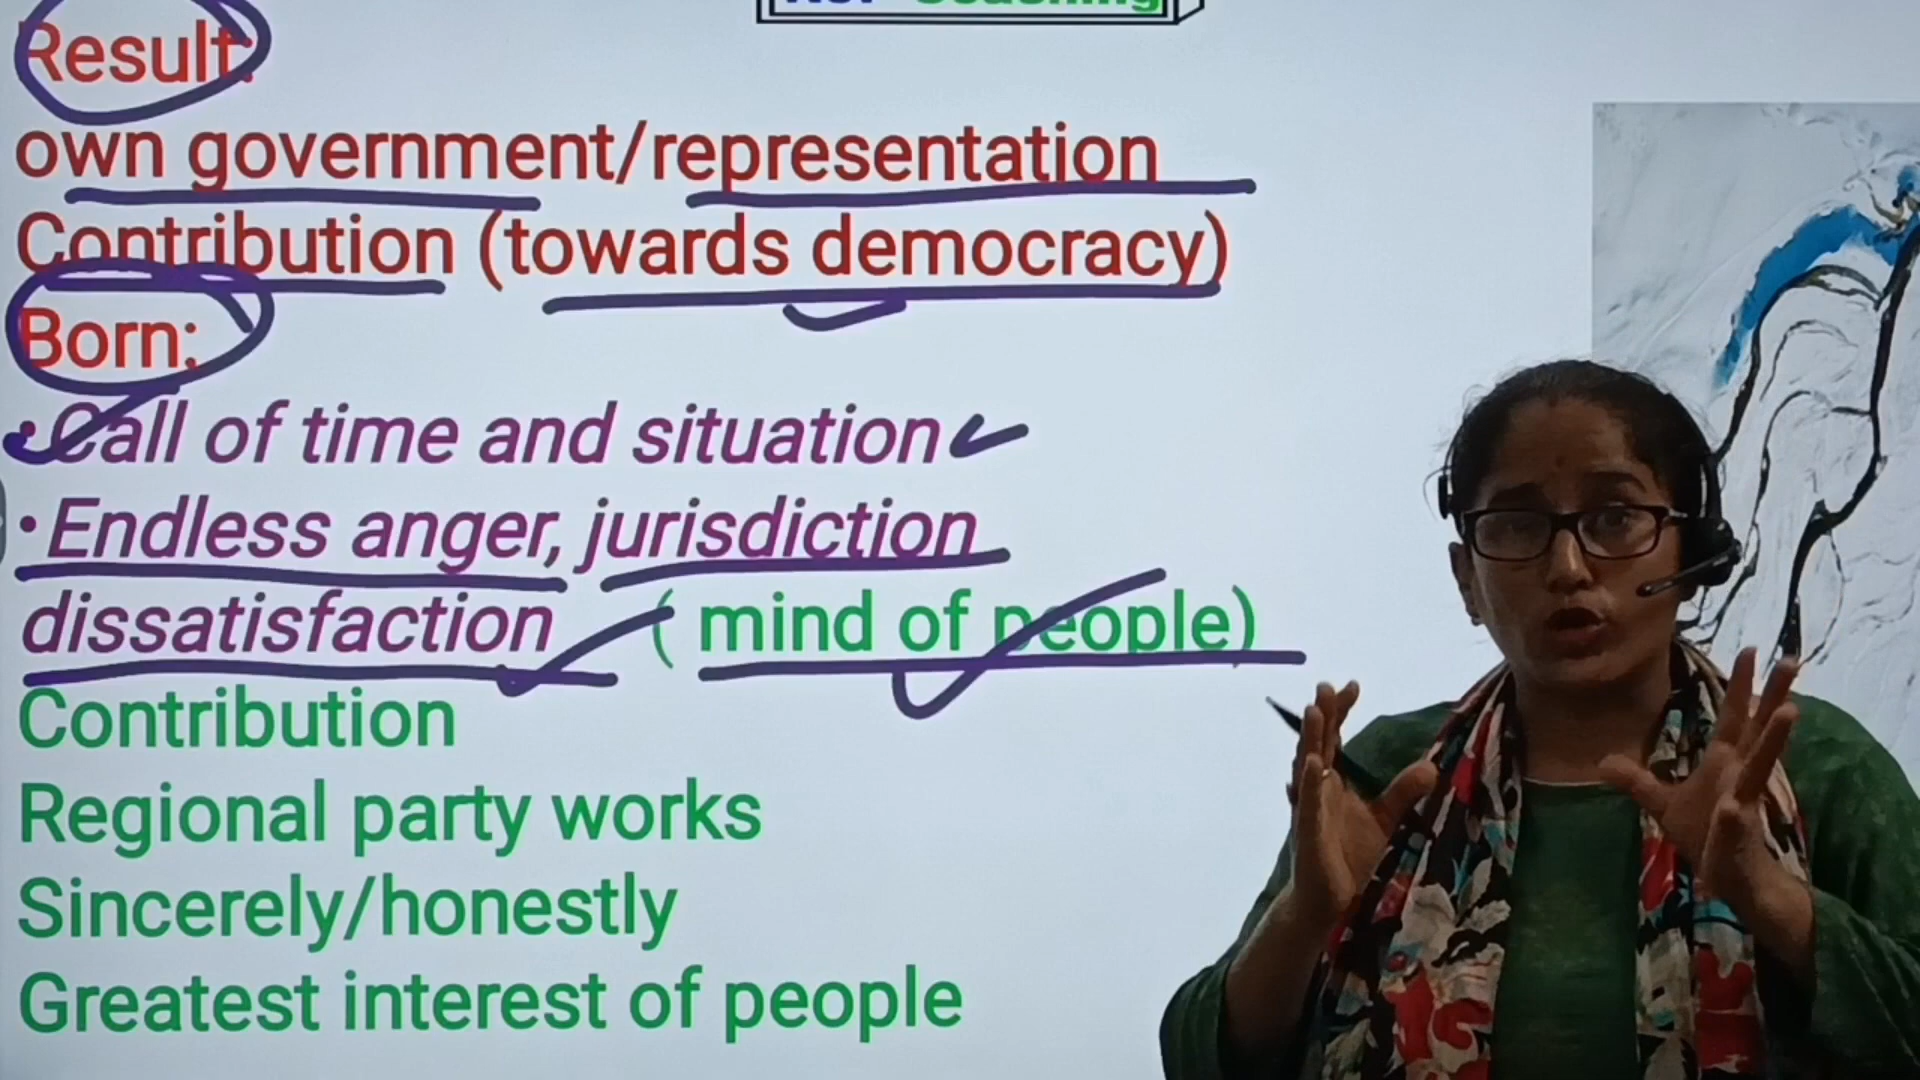 Coaching
Result:
own government/representation
Contribution (towards democracy)
Born:
•Call of time and situation
•Endless anger, jurisdiction
dissatisfaction ( mind of people)
Contribution
Regional party works
Sincerely/honestly
Greatest interest of people